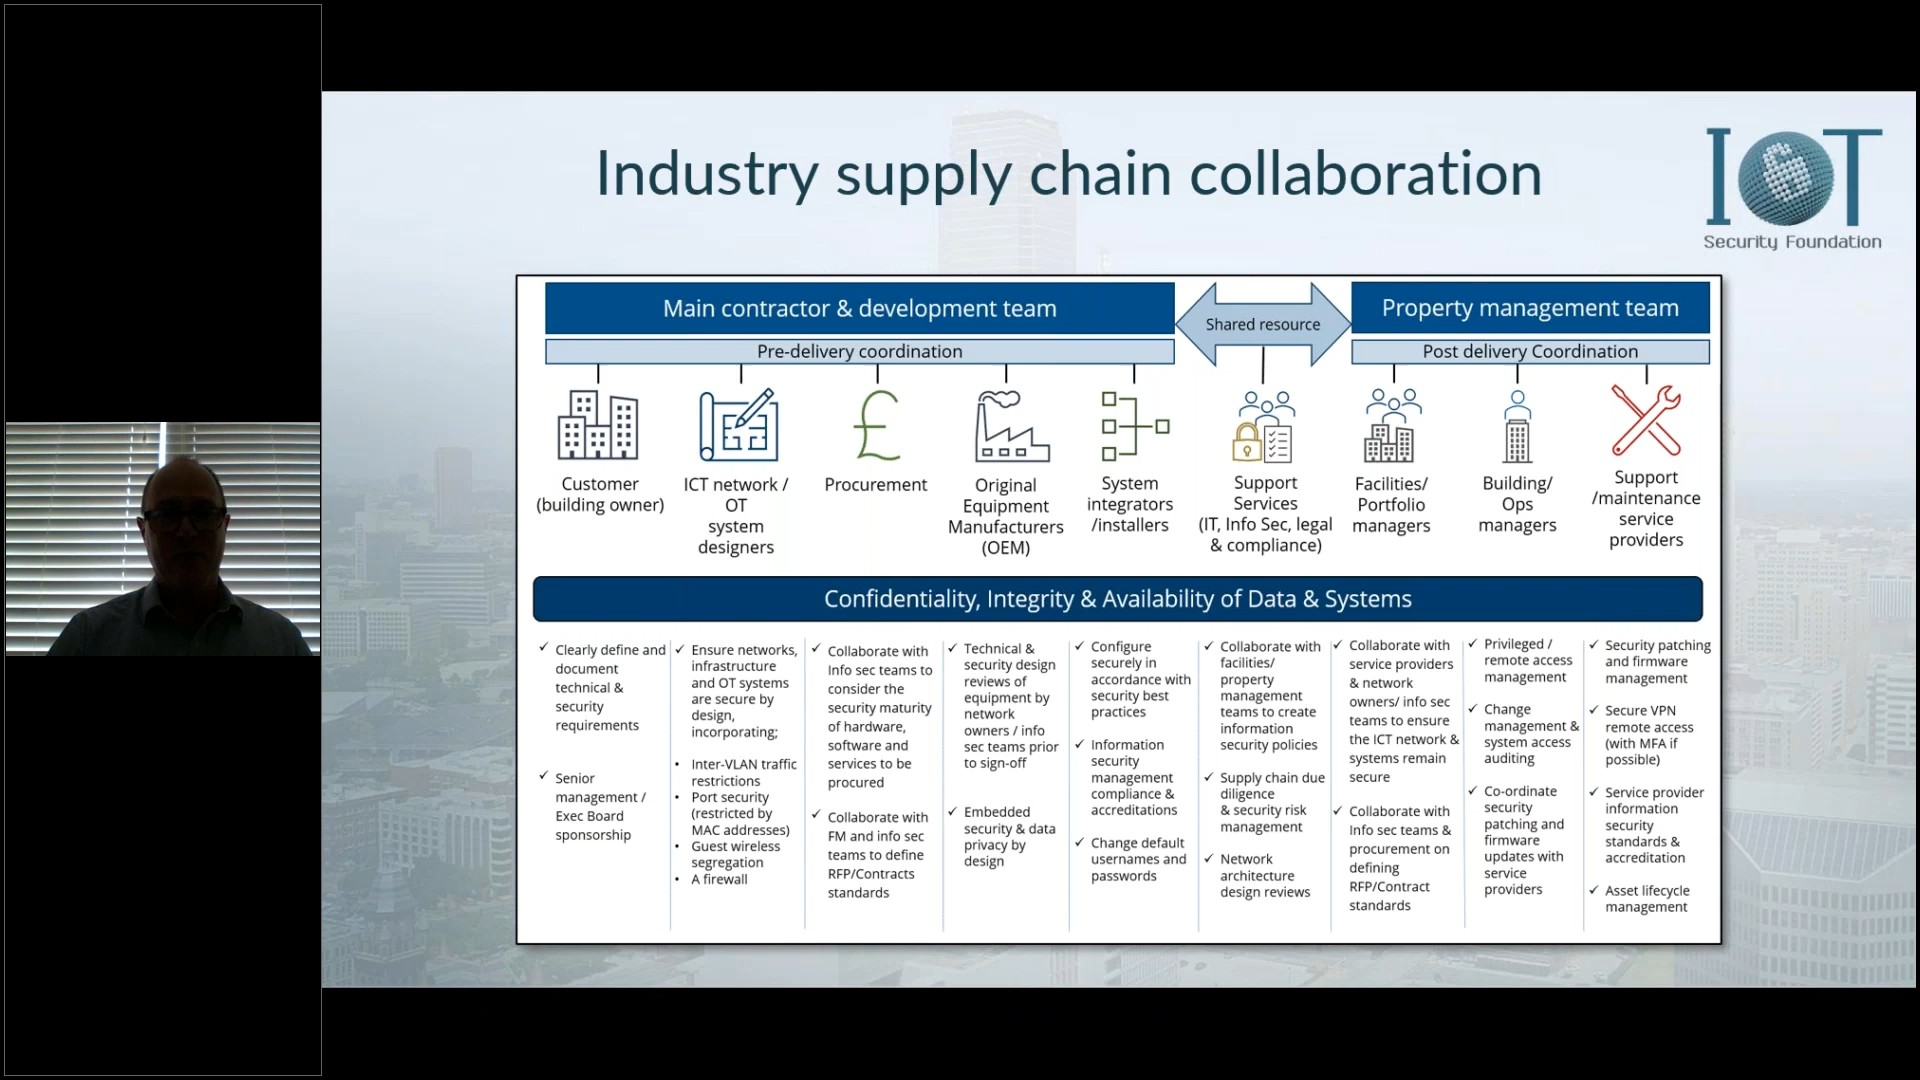 Industry supply chain collaboration
IOT
Security Foundation
Main contractor & development team
Shared resource
Property management team
Pre-delivery coordination
Post delivery Coordination
Customer
(building owner)
ICT network /
OT
system
designers
Procurement
Original
Equipment
Manufacturers
(OEM)
System
integrators
/installers
Support
Services
(IT, Info Sec, legal
& compliance)
Facilities/
Portfolio
managers
Building/
Ops
managers
Support
/maintenance
service
providers
Confidentiality, Integrity & Availability of Data & Systems
✓ Clearly define and
document
technical &
security
requirements
✓ Senior
management /
Exec Board
sponsorship
✓ Ensure networks,
infrastructure
and OT systems
are secure by
design,
incorporating;
• Inter-VLAN traffic
restrictions
• Port security
(restricted by
MAC addresses)
• Guest wireless
segregation
• A firewall
✓ Collaborate with
Info sec teams to
consider the
security maturity
of hardware,
software and
services to be
procured
✓ Collaborate with
FM and info sec
teams to define
RFP/Contracts
standards
✓ Technical &
security design
reviews of
equipment by
network
owners / info
sec teams prior
to sign-off
✓ Embedded
security & data
privacy by
design
✓ Configure
securely in
accordance with
security best
practices
✓ Information
security
management
compliance &
accreditations
✓ Change default
usernames and
passwords
✓ Collaborate with
facilities/
property
management
teams to create
information
security policies
✓ Supply chain due
diligence
& security risk
management
✓ Network
architecture
design reviews
✓ Collaborate with
service providers
& network
owners/ info sec
teams to ensure
the ICT network &
systems remain
secure
✓ Collaborate with
Info sec teams &
procurement on
defining
RFP/Contract
standards
✓ Privileged /
remote access
management
✓ Change
management &
system access
auditing
✓ Co-ordinate
security
patching and
firmware
updates with
service
providers
✓ Security patching
and firmware
management
✓ Secure VPN
remote access
(with MFA if
possible)
✓ Service provider
information
security
standards &
accreditation
✓ Asset lifecycle
management